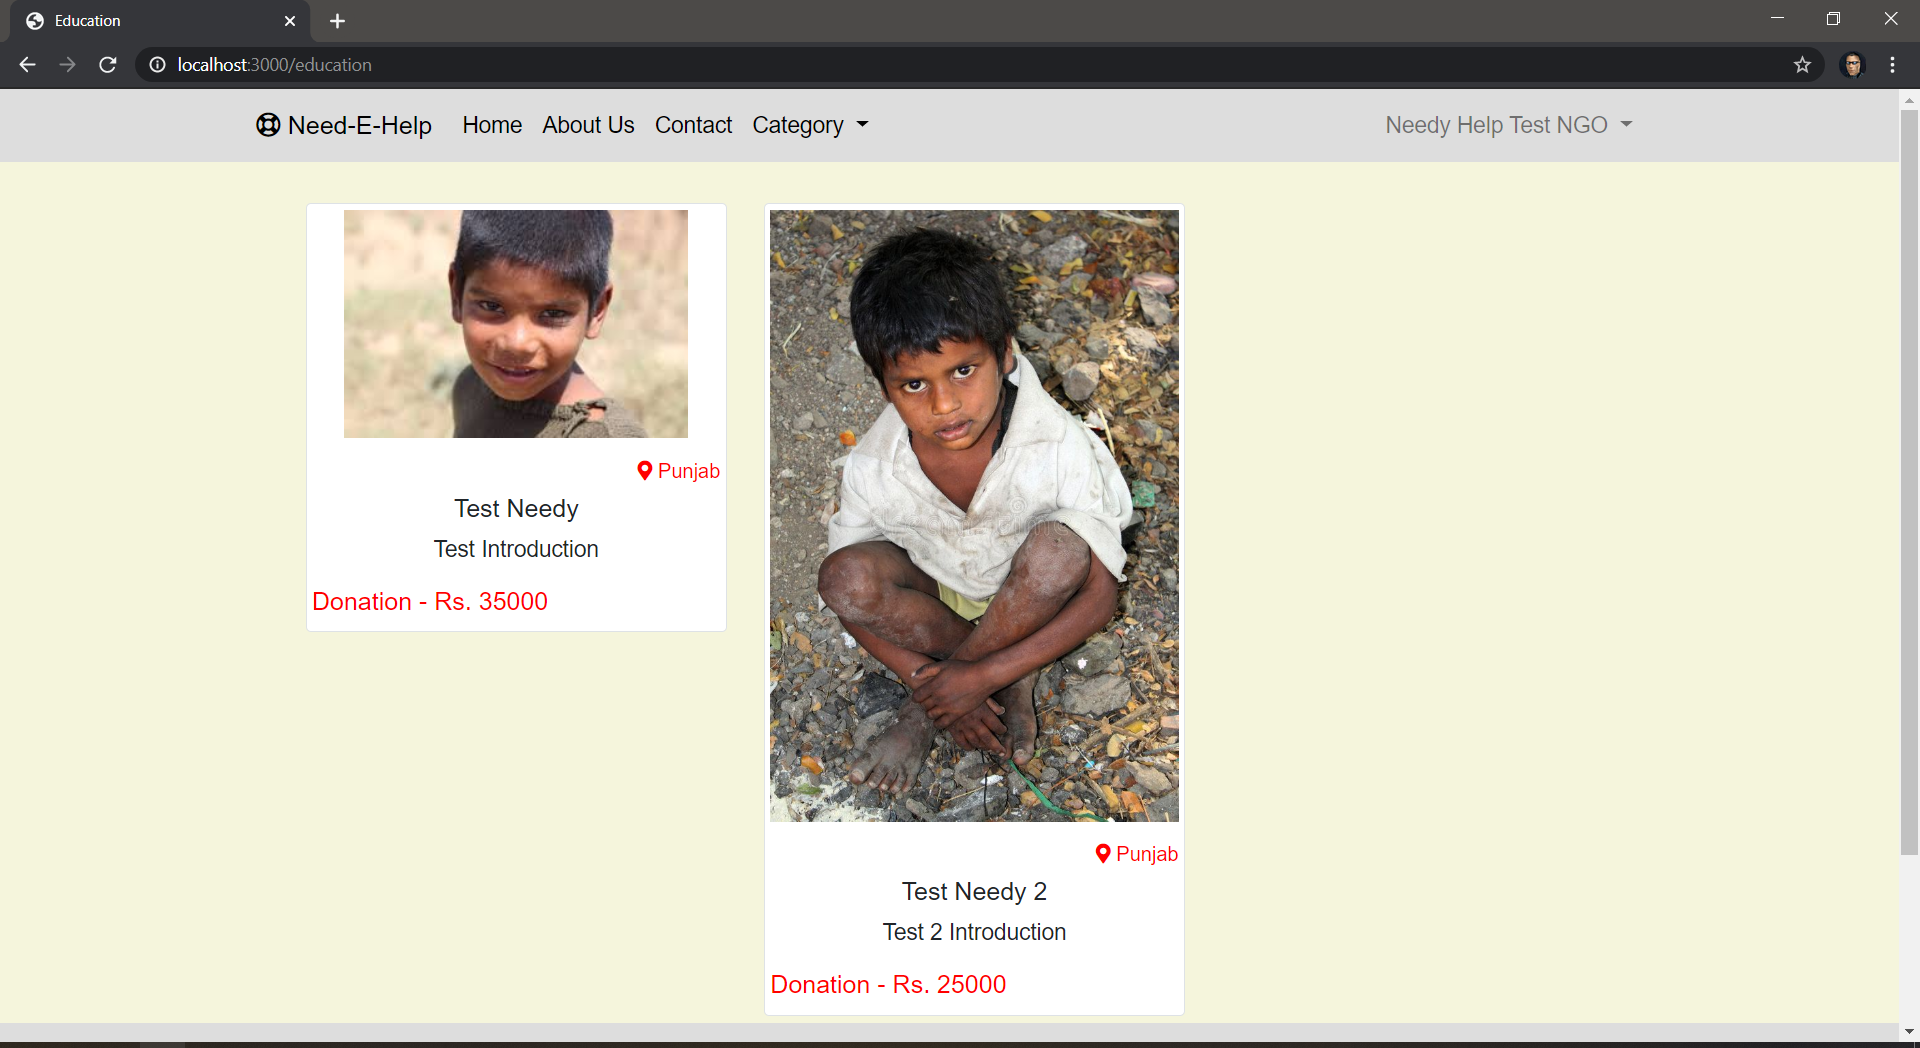 Education
localhost:3000/education
Need-E-Help Home About Us Contact Category Needy Help Test NGO
Punjab
Test Needy
Test Introduction
Donation - Rs. 35000
Punjab
Test Needy 2
Test 2 Introduction
Donation - Rs. 25000